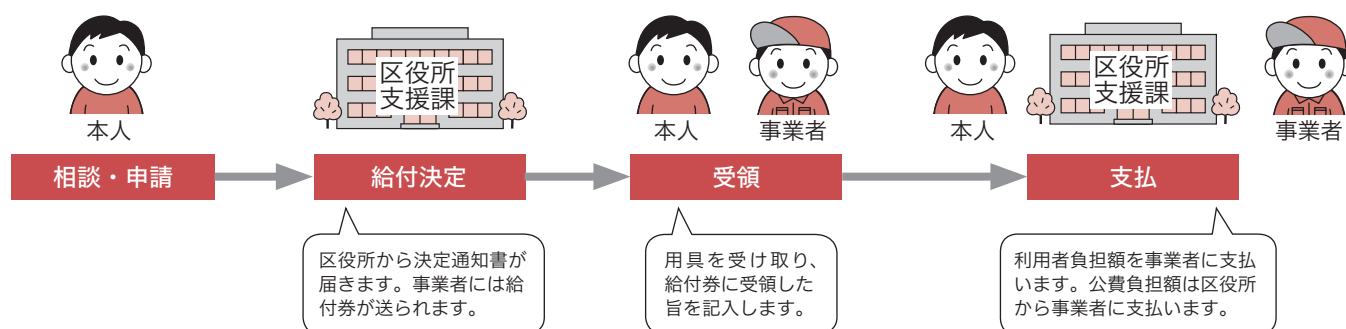 区役所
支援課
区役所
支援課
本人
本人
事業者
本人
事業者
相談・申請
給付決定
受領
支払
区役所から決定通知書が
届きます。事業者には給
付券が送られます。
用具を受け取り、
給付券に受領した
旨を記入します。
利用者負担額を事業者に支払
います。公費負担額は区役所
から事業者に支払います。